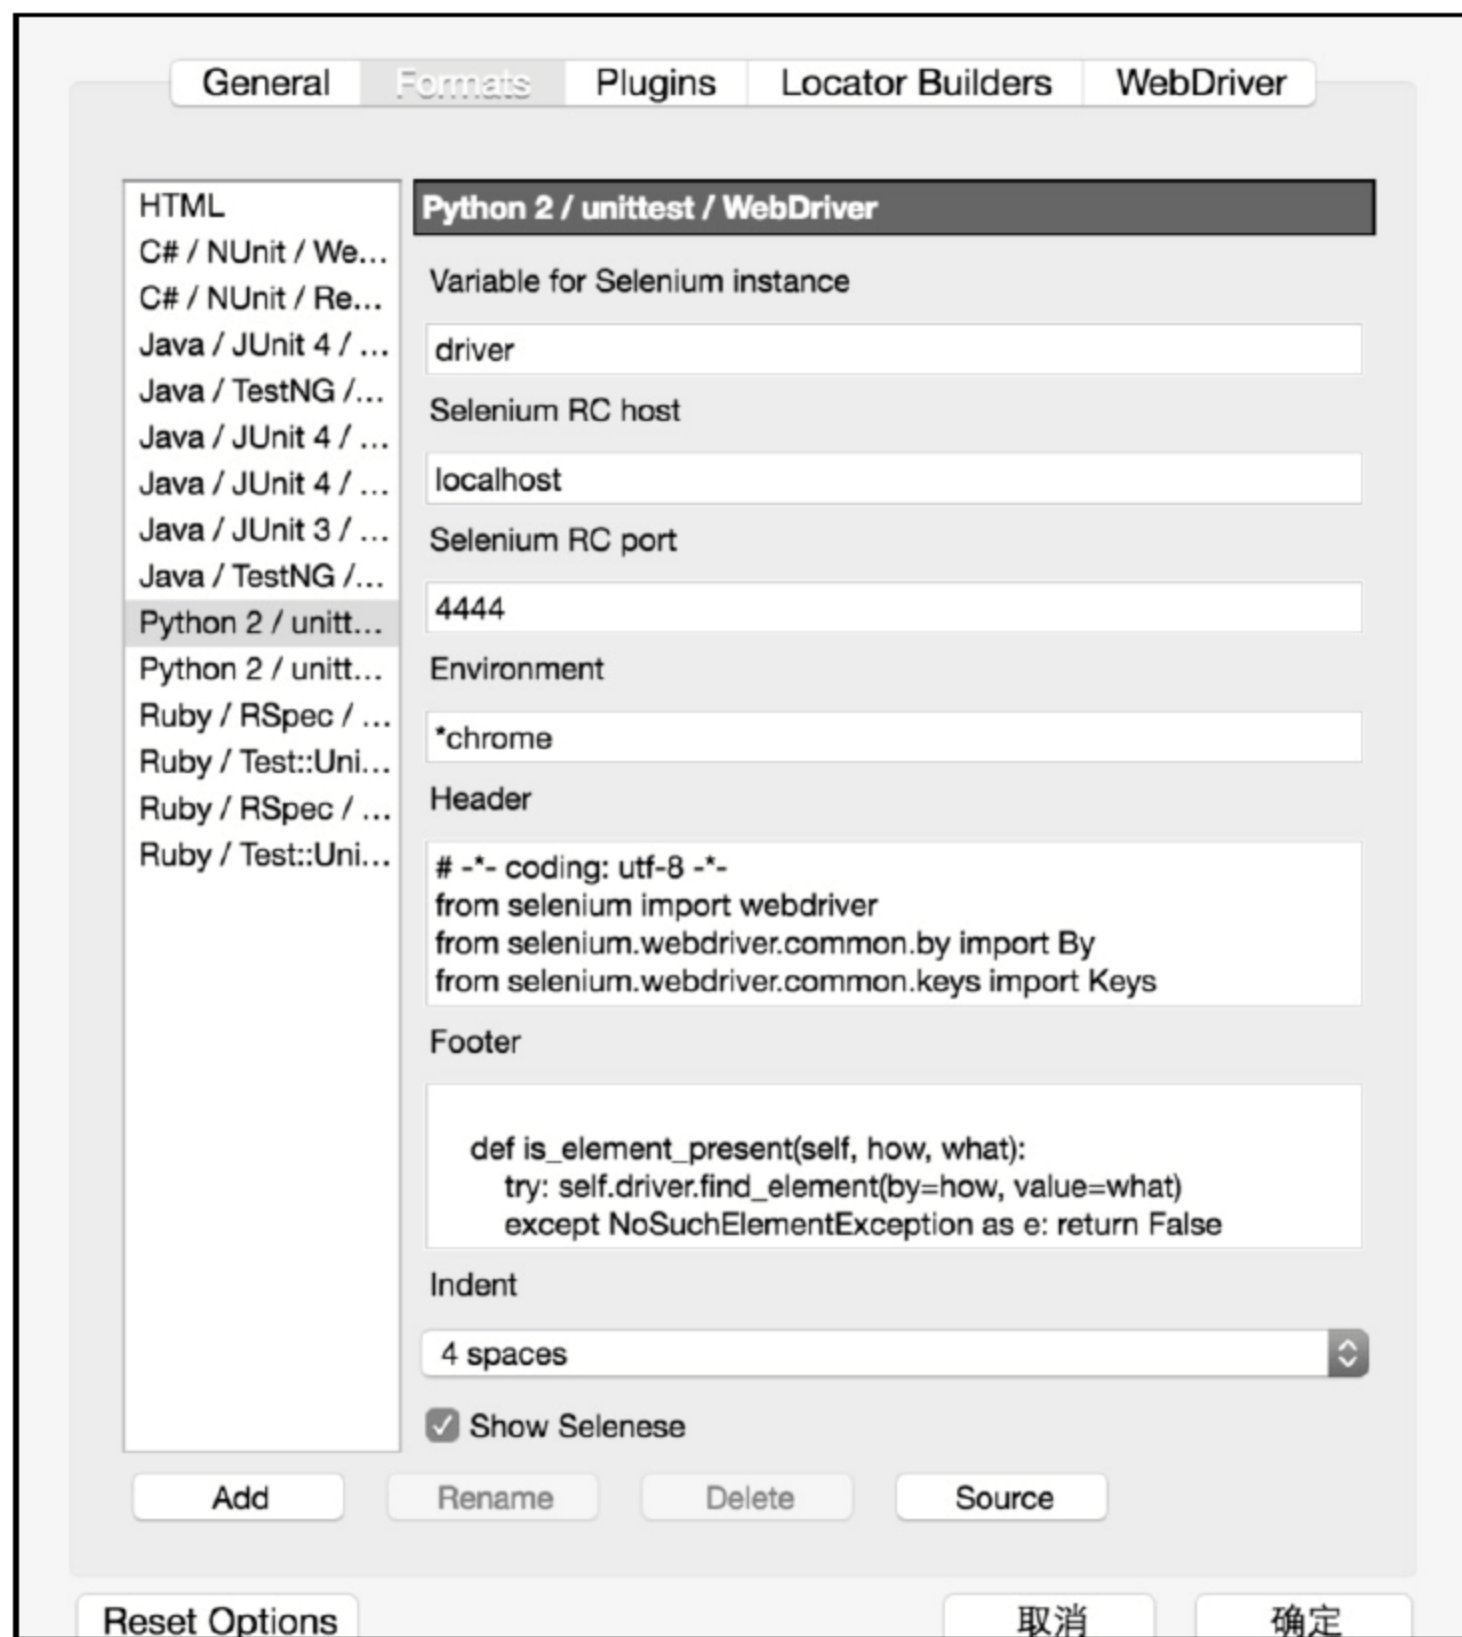 General Formats Plugins Locator Builders WebDriver
HTML
C# / NUnit / We...
C# / NUnit / Re...
Java / JUnit 4 / ...
Java / TestNG /...
Java / JUnit 4 / ...
Java / JUnit 4 / ...
Java / JUnit 3 / ...
Java / TestNG /...
Python 2 / unitt...
Python 2 / unitt...
Ruby / RSpec / ...
Ruby / Test::Uni...
Ruby / RSpec / ...
Ruby / Test::Uni...
Python 2 / unittest / WebDriver
Variable for Selenium instance
driver
Selenium RC host
localhost
Selenium RC port
4444
Environment
*chrome
Header
# -*- coding: utf-8 -*-
from selenium import webdriver
from selenium.webdriver.common.by import By
from selenium.webdriver.common.keys import Keys
Footer
def is_element_present(self, how, what):
try: self.driver.find_element(by=how, value=what)
except NoSuchElementException as e: return False
Indent
4 spaces
Show Selenese
Add Rename Delete Source
Reset Options 取消 确定